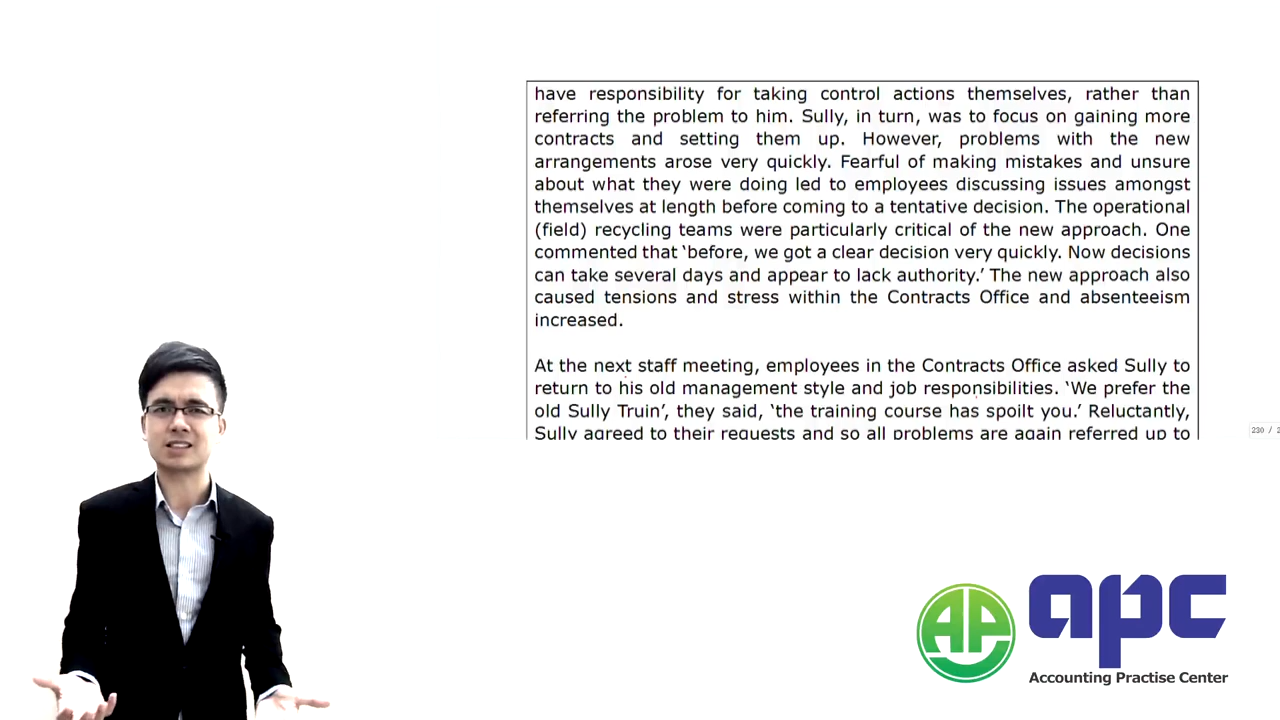 have responsibility for taking control actions themselves, rather than
referring the problem to him. Sully, in turn, was to focus on gaining more
contracts and setting them up. However, problems with the new
arrangements arose very quickly. Fearful of making mistakes and unsure
about what they were doing led to employees discussing issues amongst
themselves at length before coming to a tentative decision. The operational
(field) recycling teams were particularly critical of the new approach. One
commented that ‘before, we got a clear decision very quickly. Now decisions
can take several days and appear to lack authority.’ The new approach also
caused tensions and stress within the Contracts Office and absenteeism
increased.
At the next staff meeting, employees in the Contracts Office asked Sully to
return to his old management style and job responsibilities. ‘We prefer the
old Sully Truin’, they said, ‘the training course has spoilt you.’ Reluctantly,
Sully agreed to their requests and so all problems are again referred up to
230 / 2
AP
apc
Accounting Practise Center